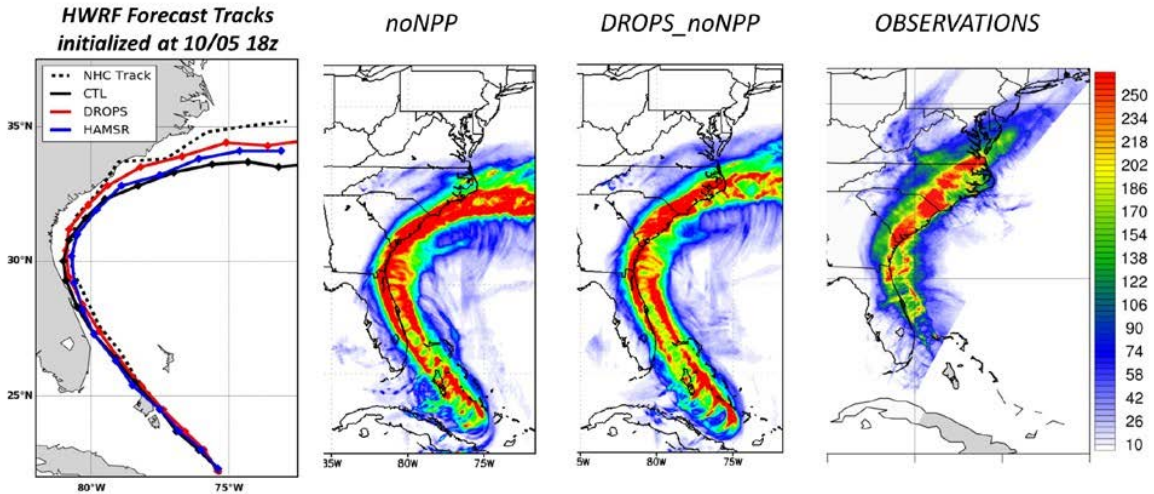 HWRF Forecast Tracks
initialized at 10/05 18z
noNPP
DROPS_noNPP
OBSERVATIONS
NHC Track
CTL
DROPS
HAMSR
35°N
30°N
25°N
80°W
75°W
35W
80W
75W
5W
80W
75W
250
234
218
202
186
170
154
138
122
106
90
74
58
42
26
10